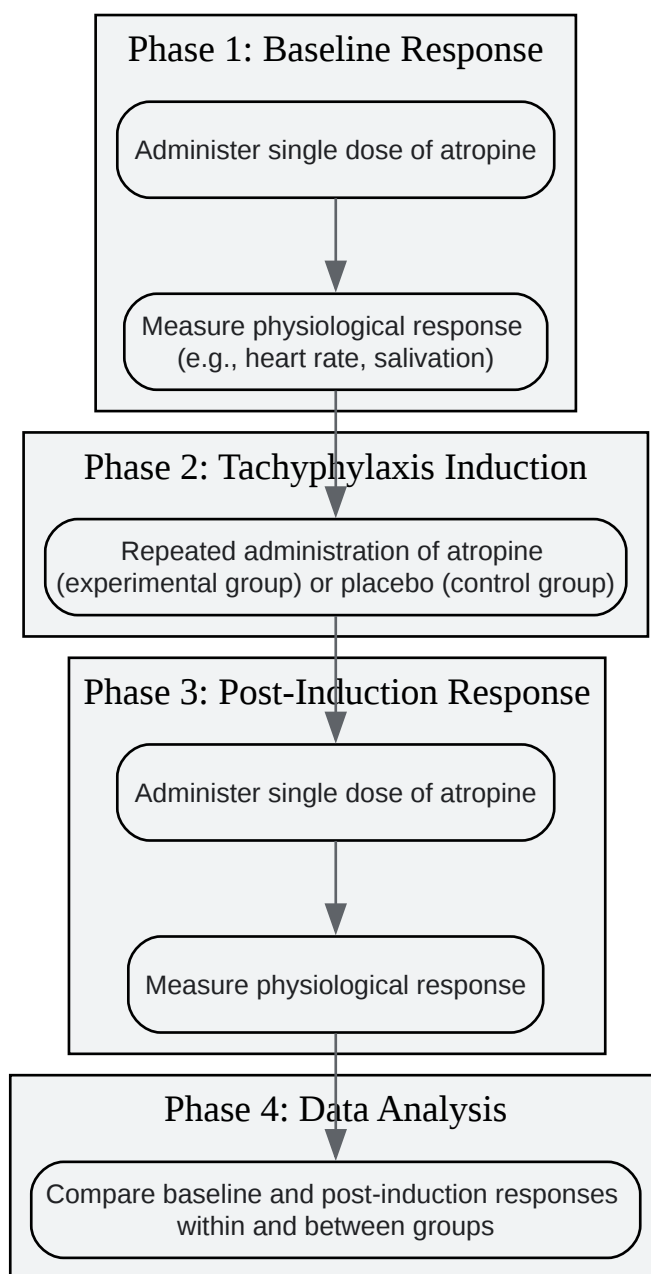 Phase 1: Baseline Response
Administer single dose of atropine
Measure physiological response
(e.g., heart rate, salivation)
Phase 2: Tachyphylaxis Induction
Repeated administration of atropine
(experimental group) or placebo (control group)
Phase 3: Post-Induction Response
Administer single dose of atropine
Measure physiological response
Phase 4: Data Analysis
Compare baseline and post-induction responses
within and between groups